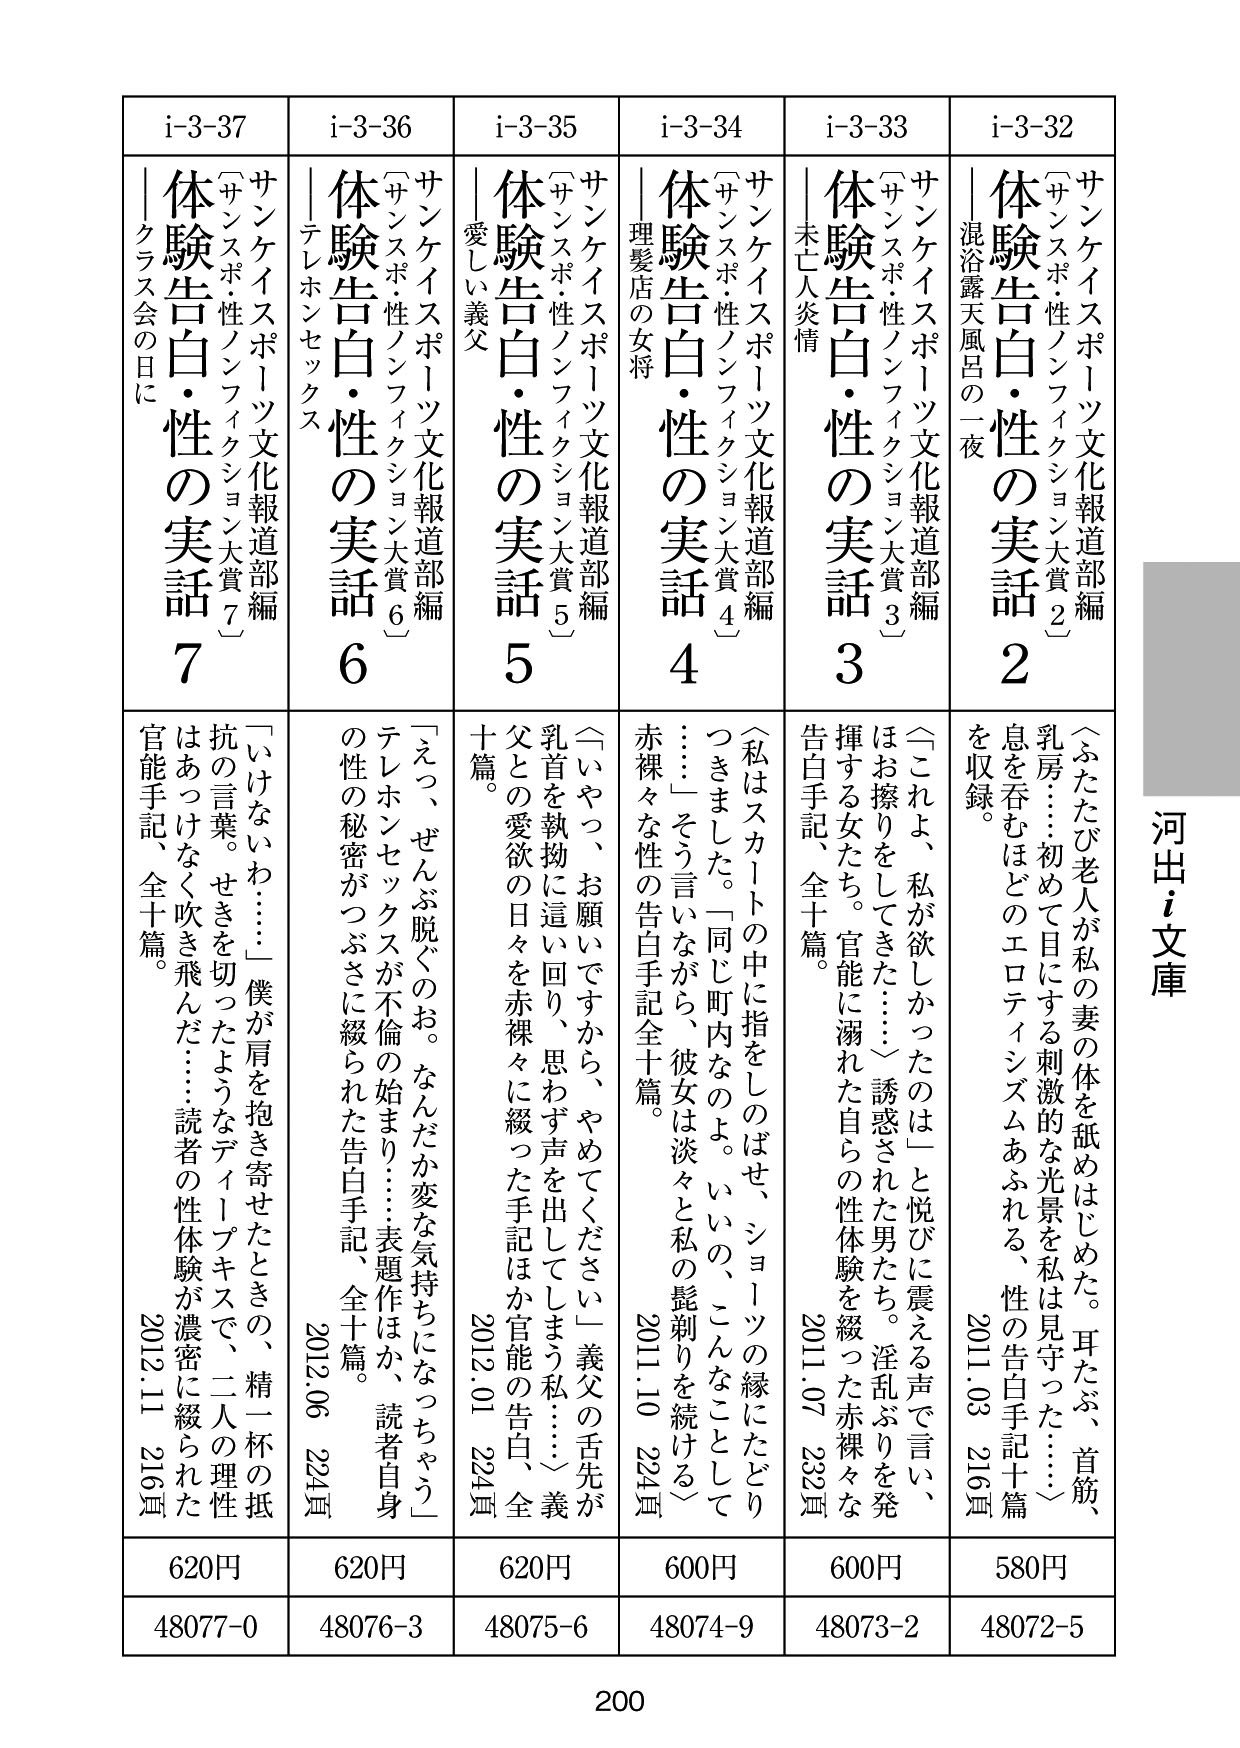 i-3-32
サンケイスポーツ文化報道部編
〔サンスポ・性ノンフィクション大賞2〕
体験告白・性の実話 2
――混浴露天風呂の一夜
〈ふたたび老人が私の妻の体を舐めはじめた。耳たぶ、首筋、
乳房……初めて目にする刺激的な光景を私は見守った……〉
息を呑むほどのエロティシズムあふれる、性の告白手記十篇
を収録。
2011.03 216頁
580円
48072-5
i-3-33
サンケイスポーツ文化報道部編
〔サンスポ・性ノンフィクション大賞3〕
体験告白・性の実話 3
――未亡人炎情
〈「これよ、私が欲しかったのは」と悦びに震える声で言い、
ほお擦りをしてきた……〉誘惑された男たち。淫乱ぶりを発
揮する女たち。官能に溺れた自らの性体験を綴った赤裸々な
告白手記、全十篇。
2011.07 232頁
600円
48073-2
i-3-34
サンケイスポーツ文化報道部編
〔サンスポ・性ノンフィクション大賞4〕
体験告白・性の実話 4
――理髪店の女将
〈私はスカートの中に指をしのばせ、ショーツの縁にたどり
つきました。「同じ町内なのよ。いいの、こんなことして
……」そう言いながら、彼女は淡々と私の髭剃りを続ける〉
赤裸々な性の告白手記全十篇。
2011.10 224頁
600円
48074-9
i-3-35
サンケイスポーツ文化報道部編
〔サンスポ・性ノンフィクション大賞5〕
体験告白・性の実話 5
――愛しい義父
〈「いやっ、お願いですから、やめてください」義父の舌先が
乳首を執拗に這い回り、思わず声を出してしまう私……〉義
父との愛欲の日々を赤裸々に綴った手記ほか官能の告白、全
十篇。
2012.01 224頁
620円
48075-6
i-3-36
サンケイスポーツ文化報道部編
〔サンスポ・性ノンフィクション大賞6〕
体験告白・性の実話 6
――テレホンセックス
「えっ、ぜんぶ脱ぐのお。なんだか変な気持ちになっちゃう」
テレホンセックスが不倫の始まり……表題作ほか、読者自身
の性の秘密がつぶさに綴られた告白手記、全十篇。
2012.06 224頁
620円
48076-3
i-3-37
サンケイスポーツ文化報道部編
〔サンスポ・性ノンフィクション大賞7〕
体験告白・性の実話 7
――クラス会の日に
「いけないわ……」僕が肩を抱き寄せたときの、精一杯の抵
抗の言葉。せきを切ったようなディープキスで、二人の理性
はあっけなく吹き飛んだ……読者の性体験が濃密に綴られた
官能手記、全十篇。
2012.11 216頁
620円
48077-0
河出i文庫
200